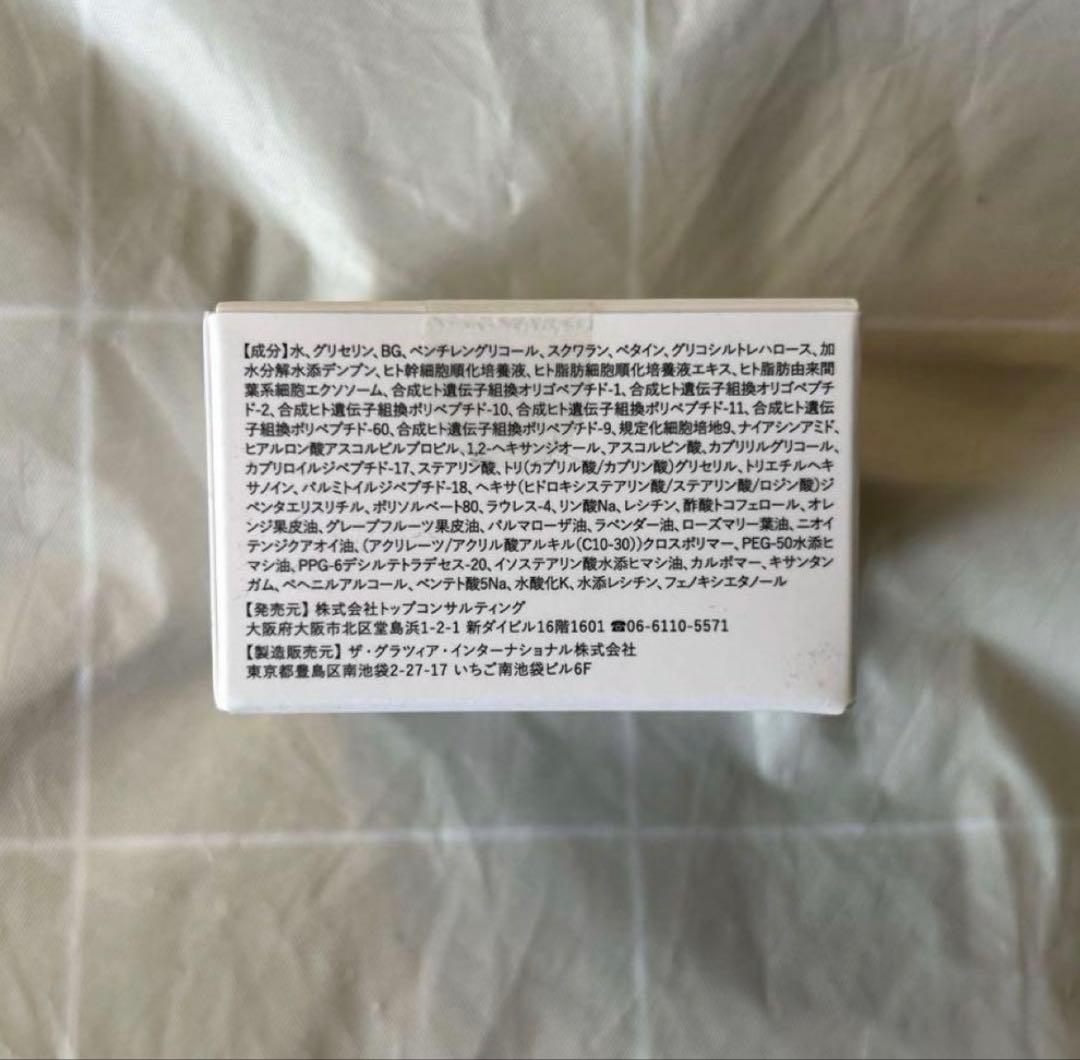 【成分】水、グリセリン、BG、ペンチレングリコール、スクワラン、ベタイン、グリコシルトレハロース、加
水分解水添デンプン、ヒト幹細胞順化培養液、ヒト脂肪細胞順化培養液エキス、ヒト脂肪由来間
葉系細胞エクソソーム、合成ヒト遺伝子組換オリゴペプチド-1、合成ヒト遺伝子組換オリゴペプチ
ド-2、合成ヒト遺伝子組換ポリペプチド-10、合成ヒト遺伝子組換ポリペプチド-11、合成ヒト遺伝
子組換ポリペプチド-60、合成ヒト遺伝子組換ポリペプチド-9、規定化細胞培地9、ナイアシンアミド、
ヒアルロン酸アスコルビルプロピル、1,2-ヘキサンジオール、アスコルビン酸、カプリリルグリコール、
カプロイルジペプチド-17、ステアリン酸、トリ(カプリル酸/カプリン酸)グリセリル、トリエチルヘキ
サノイン、パルミトイルジペプチド-18、ヘキサ(ヒドロキシステアリン酸/ステアリン酸/ロジン酸)ジ
ペンタエリスリチル、ポリソルベート80、ラウレス-4、リン酸Na、レシチン、酢酸トコフェロール、オレ
ンジ果皮油、グレープフルーツ果皮油、パルマローザ油、ラベンダー油、ローズマリー葉油、ニオイ
テンジクアオイ油、(アクリレーツ/アクリル酸アルキル(C10-30))クロスポリマー、PEG-50水添ヒ
マシ油、PPG-6デシルテトラデセス-20、イソステアリン酸水添ヒマシ油、カルボマー、キサンタン
ガム、ベヘニルアルコール、ペンテト酸5Na、水酸化K、水添レシチン、フェノキシエタノール
【発売元】株式会社トップコンサルティング
大阪府大阪市北区堂島浜1-2-1 新ダイビル16階1601 ☎06-6110-5571
【製造販売元】ザ・グラツィア・インターナショナル株式会社
東京都豊島区南池袋2-27-17 いちご南池袋ビル6F